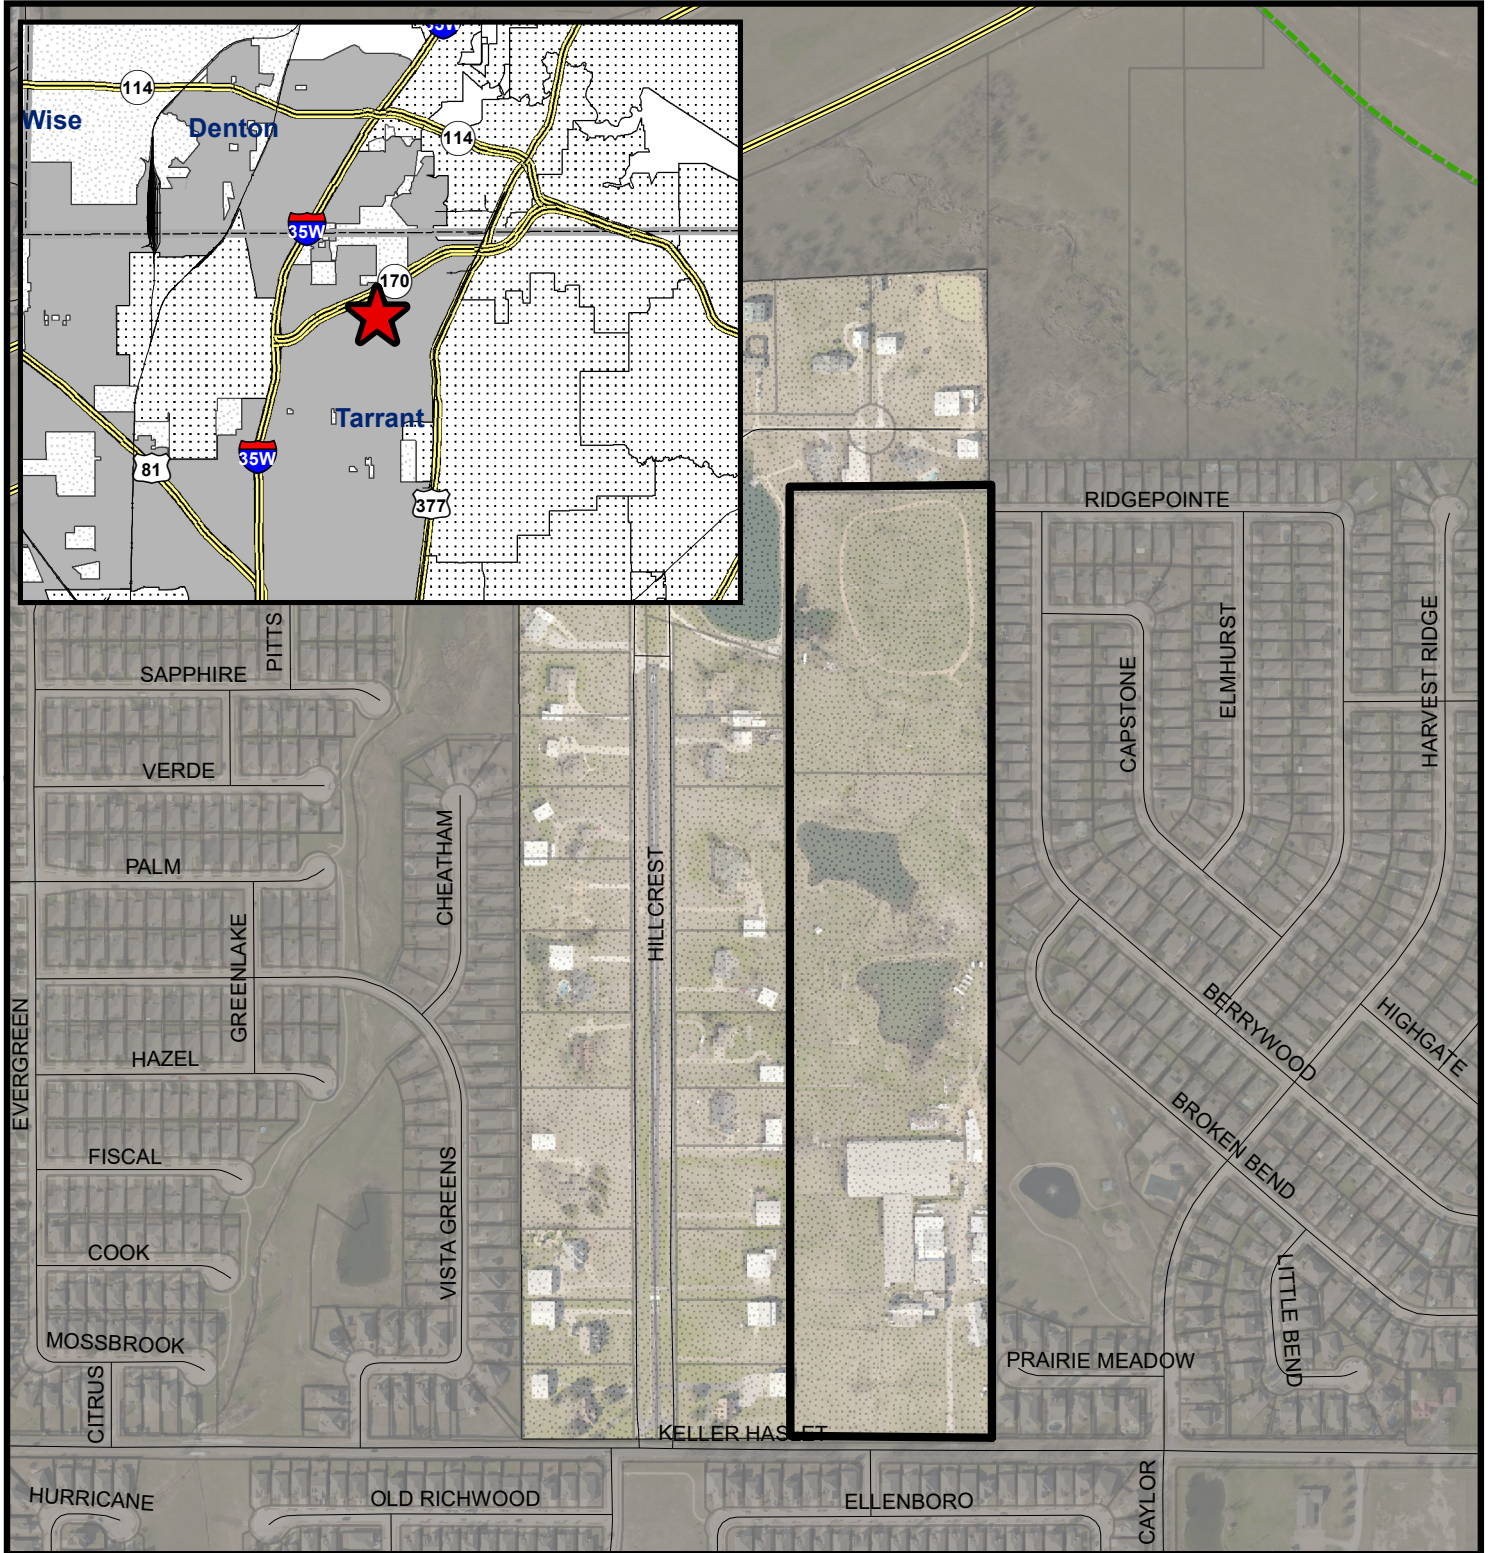 35W
114
Wise
Denton
114
35W
170
Tarrant
35W
81
377
RIDGEPOINTE
PITTS
SAPPHIRE
VERDE
PALM
CHEATHAM
GREENLAKE
HILLCREST
CAPSTONE
ELMHURST
HARVEST RIDGE
EVERGREEN
HAZEL
FISCAL
COOK
VISTA GREENS
BERRYWOOD
HIGHGATE
BROKEN BEND
LITTLE BEND
MOSSBROOK
CITRUS
PRAIRIE MEADOW
KELLER HASLET
HURRICANE
OLD RICHWOOD
ELLENBORO
CAYLOR